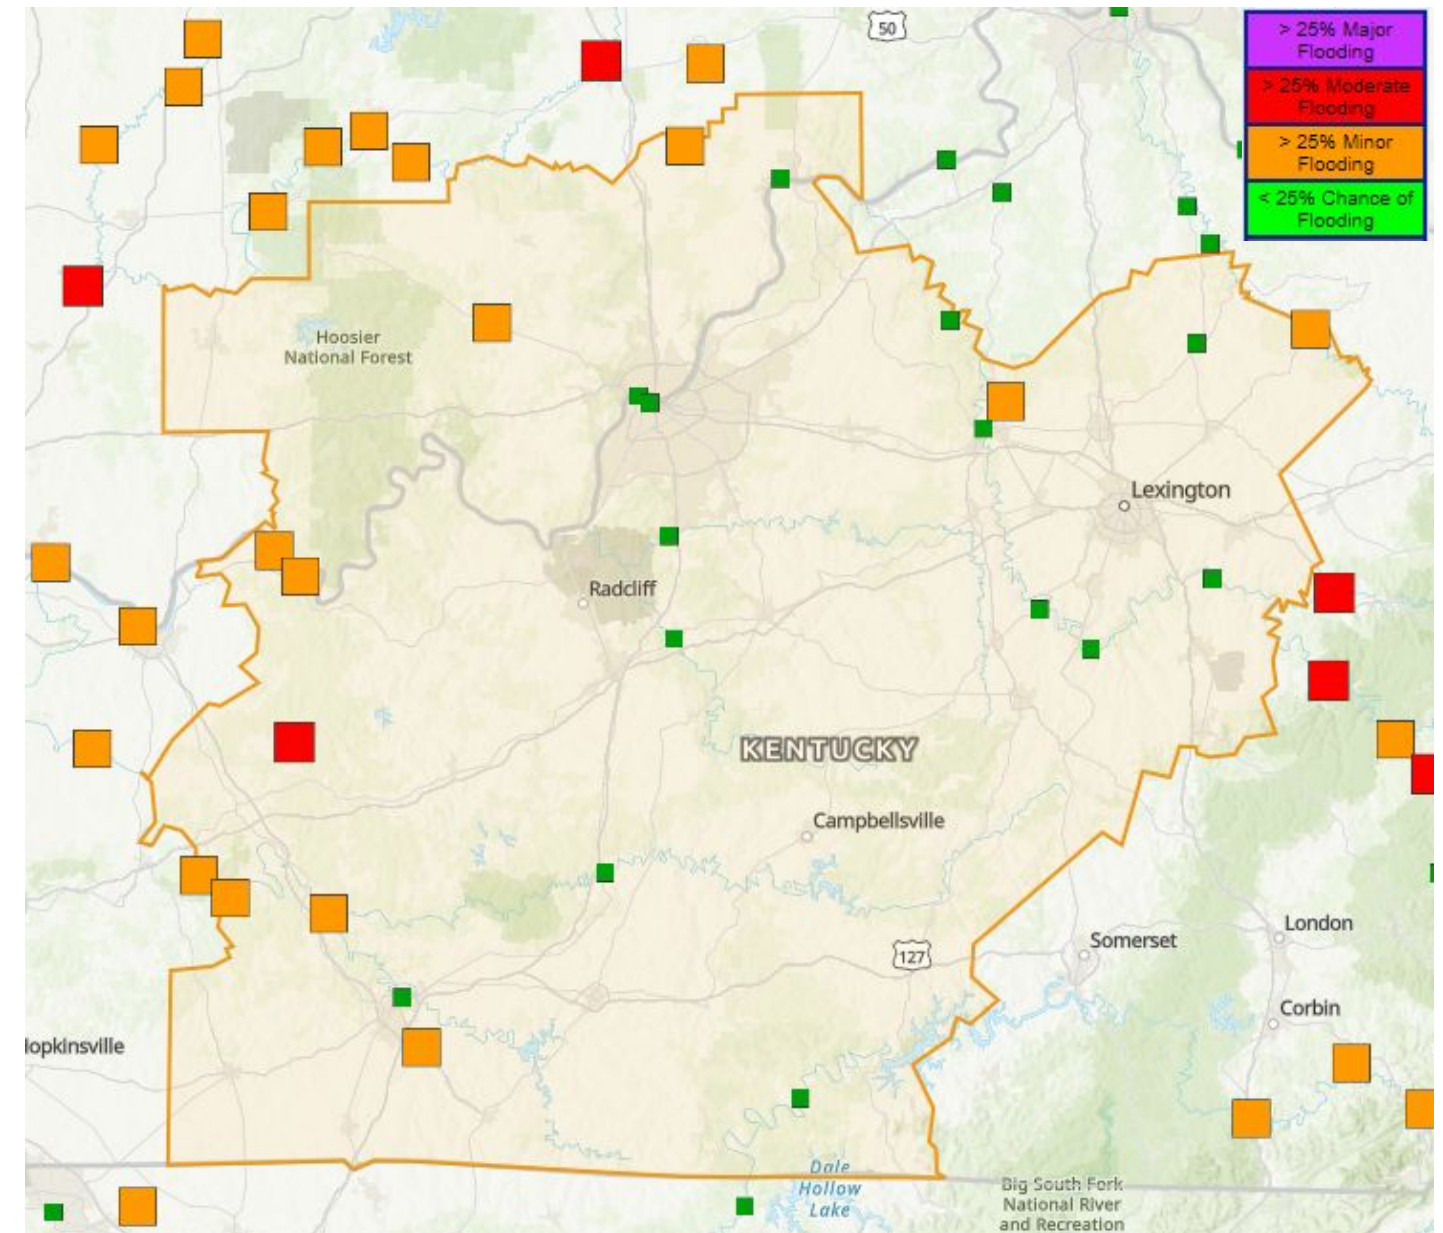 50
> 25% Major
Flooding
> 25% Moderate
Flooding
> 25% Minor
Flooding
< 25% Chance of
Flooding
Hoosier
National Forest
Lexington
Radcliff
KENTUCKY
Campbellsville
London
Somerset
127
Corbin
lopkinsville
Dale
Hollow
Lake
Big South Fork
National River
and Recreation